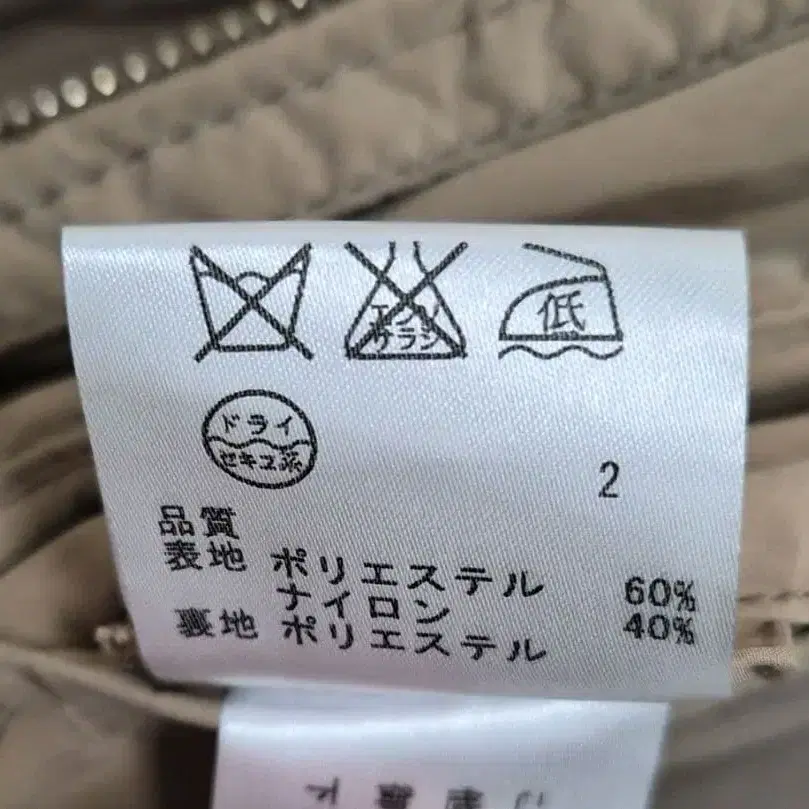 エンソ
サラシ
低
ドライ
セキユ系
2
品質
表地 ポリエステル 60%
ナイロン 40%
裏地 ポリエステル